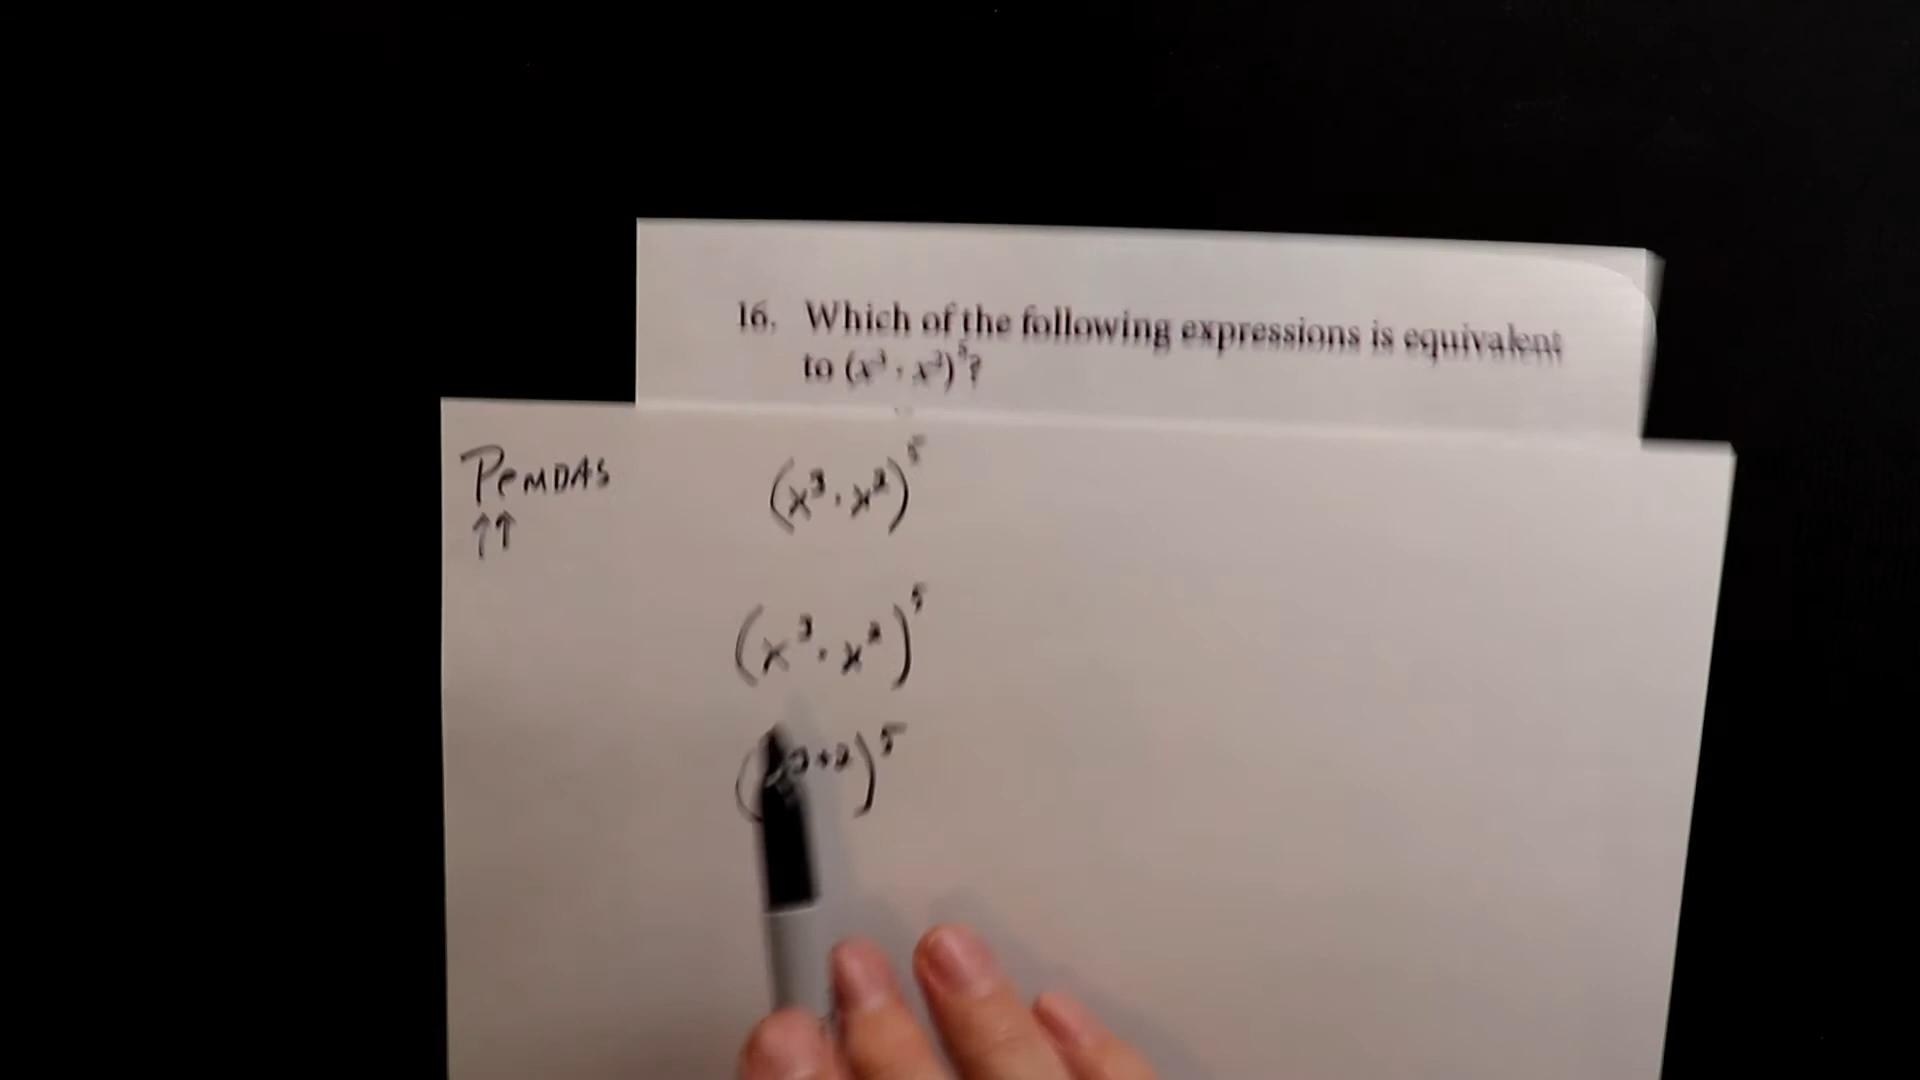 16. Which of the following expressions is equivalent
to (x³ · x²)⁵?
PEMDAS
↑↑
(x³ · x²)⁵
(x³ · x²)⁵
( ³⁺²)⁵